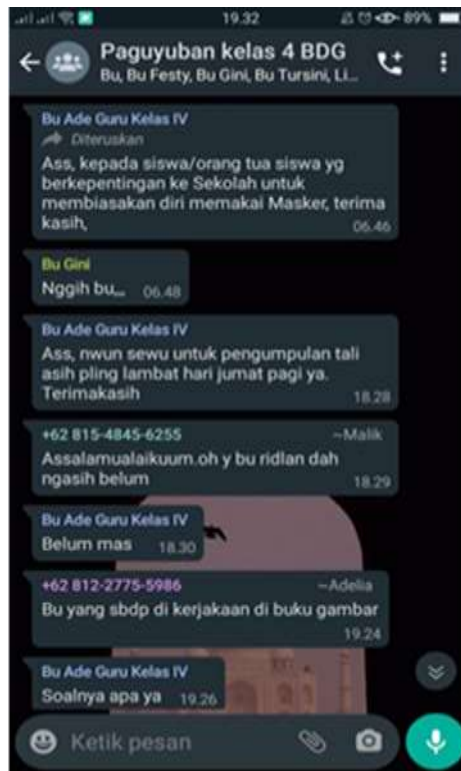 19.32
89%
Paguyuban kelas 4 BDG
Bu, Bu Festy, Bu Gini, Bu Tursini, Li...
Bu Ade Guru Kelas IV
Diteruskan
Ass, kepada siswa/orang tua siswa yg
berkepentingan ke Sekolah untuk
membiasakan diri memakai Masker, terima
kasih,
06.46
Bu Gini
Nggih bu,,, 06.48
Bu Ade Guru Kelas IV
Ass, nwun sewu untuk pengumpulan tali
asih pling lambat hari jumat pagi ya.
Terimakasih
18.28
+62 815-4845-6255 ~Malik
Assalamualaikuum.oh y bu ridlan dah
ngasih belum
18.29
Bu Ade Guru Kelas IV
Belum mas 18.30
+62 812-2775-5986 ~Adelia
Bu yang sbdp di kerjakaan di buku gambar
19.24
Bu Ade Guru Kelas IV
Soalnya apa ya 19.26
Ketik pesan